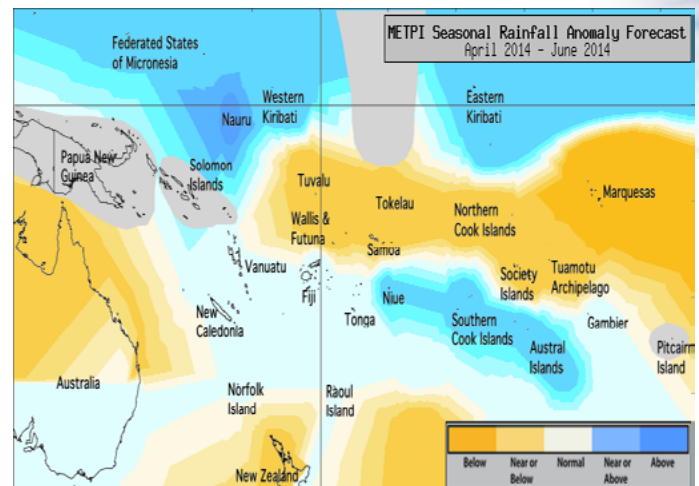 METPI Seasonal Rainfall Anomaly Forecast
April 2014 - June 2014
Federated States
of Micronesia
Western
Kiribati
Eastern
Kiribati
Nauru
Papua New
Guinea
Solomon
Islands
Tuvalu
Tokelau
Marquesas
Wallis &
Futuna
Northern
Cook Islands
Samoa
Vanuatu
Fiji
Society
Islands
Tuamotu
Archipelago
Niue
New
Caledonia
Tonga
Southern
Cook Islands
Gambier
Austral
Islands
Pitcairn
Island
Australia
Norfolk
Island
Raoul
Island
New Zealand
Below
Near or
Below
Normal
Near or
Above
Above